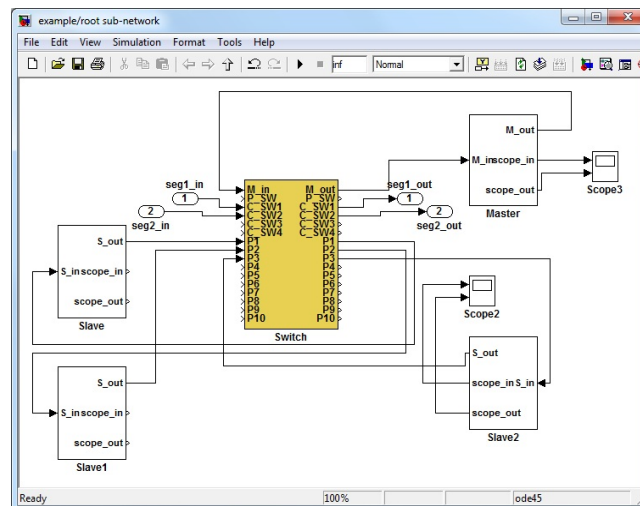 example/root sub-network
File Edit View Simulation Format Tools Help
inf Normal
M_out
M_in scope_in
scope_out
Master
Scope3
seg1_in
1
2
seg2_in
M_in M_out
P_SW P_SW
C_SW1 C_SW1
C_SW2 C_SW2
C_SW3 C_SW3
C_SW4 C_SW4
P1 P1
P2 P2
P3 P3
P4 P4
P5 P5
P6 P6
P7 P7
P8 P8
P9 P9
P10 P10
Switch
seg1_out
1
2
seg2_out
S_out
S_in scope_in
scope_out
Slave
Scope2
S_out
scope_in S_in
scope_out
Slave2
S_out
S_in scope_in
scope_out
Slave1
Ready 100% ode45